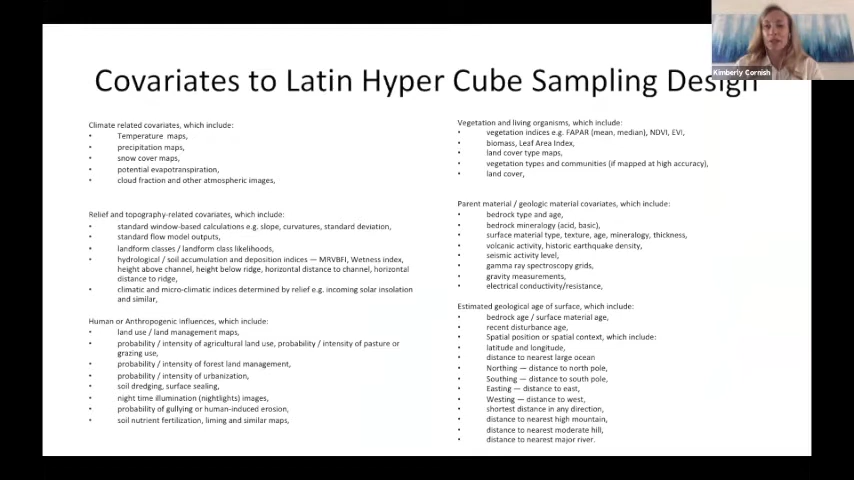 Covariates to Latin Hyper Cube Sampling Design
Kimberly Cornish
Climate related covariates, which include:
• Temperature maps,
• precipitation maps,
• snow cover maps,
• potential evapotranspiration,
• cloud fraction and other atmospheric images,
Relief and topography-related covariates, which include:
• standard window-based calculations e.g. slope, curvatures, standard deviation,
• standard flow model outputs,
• landform classes / landform class likelihoods,
• hydrological / soil accumulation and deposition indices — MRVBFI, Wetness index,
height above channel, height below ridge, horizontal distance to channel, horizontal
distance to ridge,
• climatic and micro-climatic indices determined by relief e.g. incoming solar insolation
and similar,
Human or Anthropogenic Influences, which include:
• land use / land management maps,
• probability / intensity of agricultural land use, probability / intensity of pasture or
grazing use,
• probability / intensity of forest land management,
• probability / intensity of urbanization,
• soil dredging, surface sealing,
• night time illumination (nightlights) images,
• probability of gullying or human-induced erosion,
• soil nutrient fertilization, liming and similar maps,
Vegetation and living organisms, which include:
• vegetation indices e.g. FAPAR (mean, median), NDVI, EVI,
• biomass, Leaf Area Index,
• land cover type maps,
• vegetation types and communities (if mapped at high accuracy),
• land cover,
Parent material / geologic material covariates, which include:
• bedrock type and age,
• bedrock mineralogy (acid, basic),
• surface material type, texture, age, mineralogy, thickness,
• volcanic activity, historic earthquake density,
• seismic activity level,
• gamma ray spectroscopy grids,
• gravity measurements,
• electrical conductivity/resistance,
Estimated geological age of surface, which include:
• bedrock age / surface material age,
• recent disturbance age,
• Spatial position or spatial context, which include:
• latitude and longitude,
• distance to nearest large ocean
• Northing — distance to north pole,
• Southing — distance to south pole,
• Easting — distance to east,
• Westing — distance to west,
• shortest distance in any direction,
• distance to nearest high mountain,
• distance to nearest moderate hill,
• distance to nearest major river.